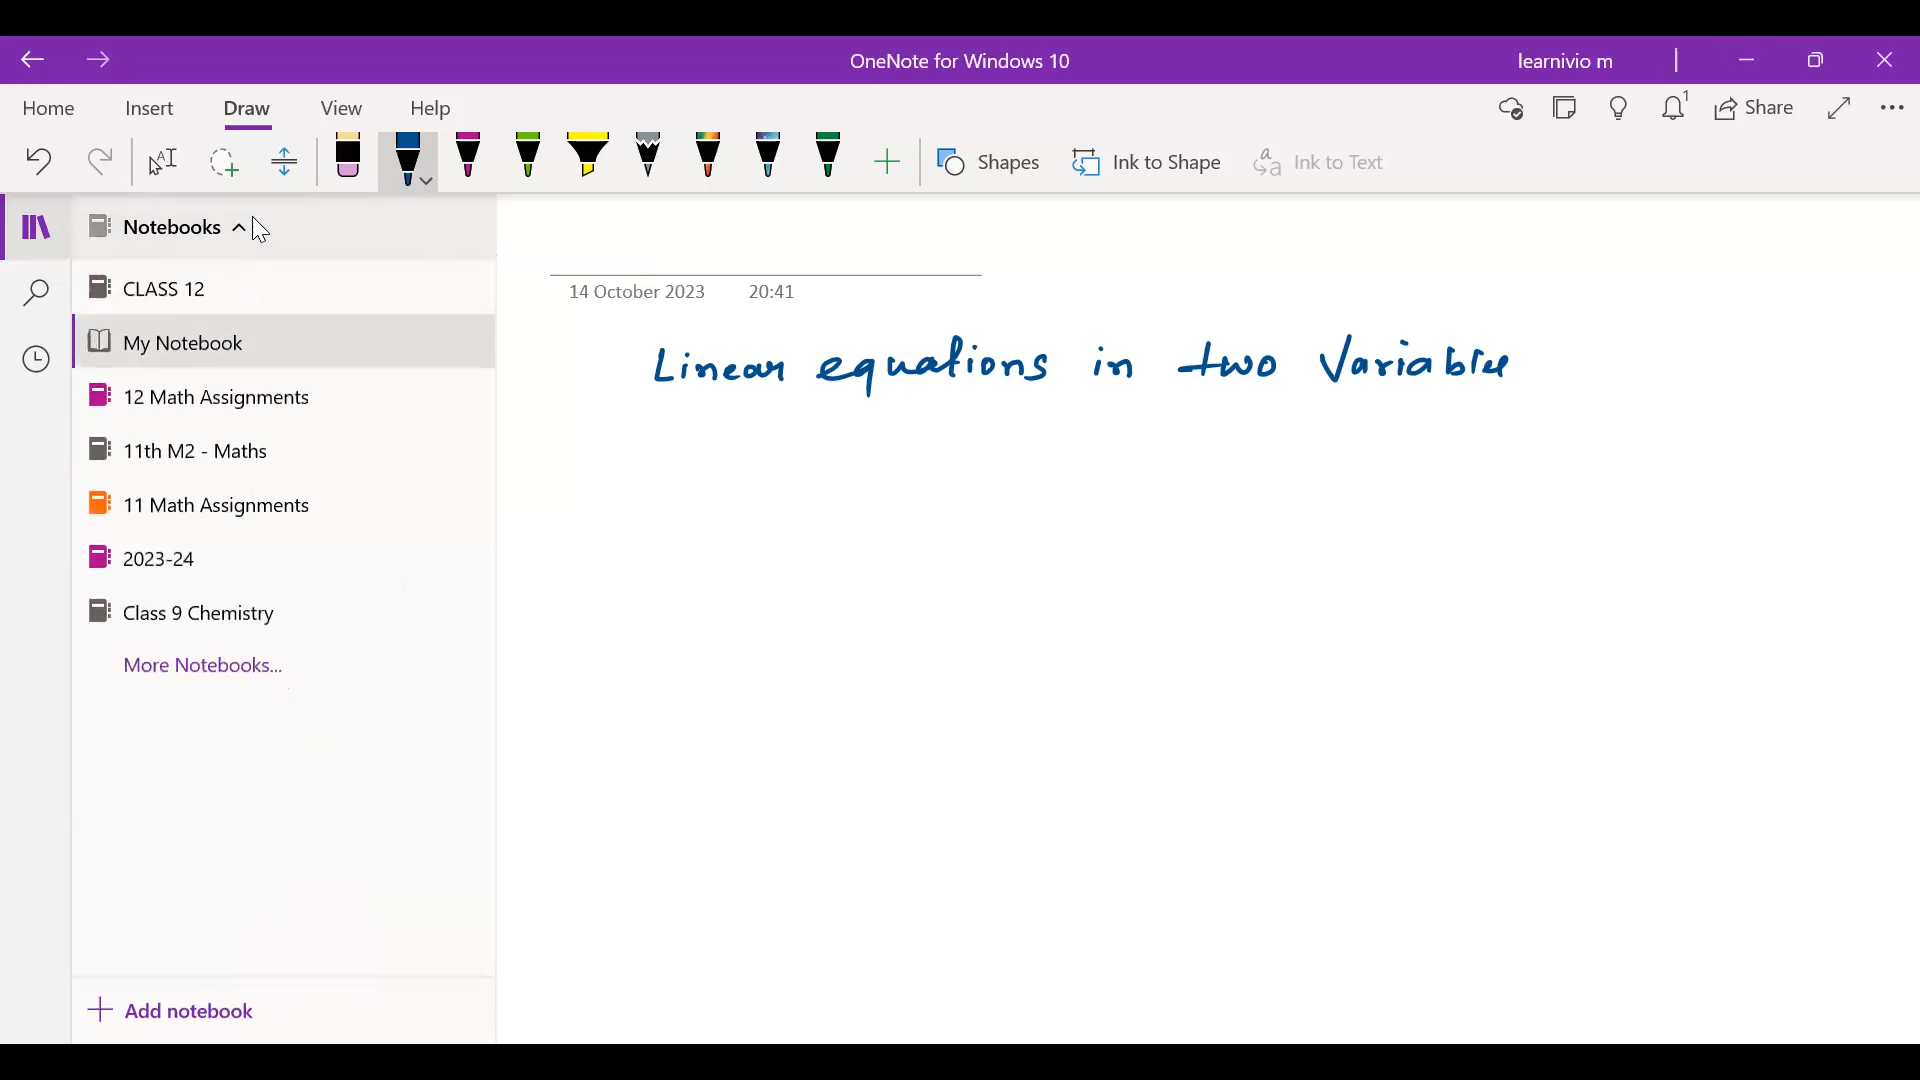 OneNote for Windows 10
learnivio m
Home Insert Draw View Help
1 Share
Shapes Ink to Shape Ink to Text
Notebooks
CLASS 12
My Notebook
12 Math Assignments
11th M2 - Maths
11 Math Assignments
2023-24
Class 9 Chemistry
More Notebooks...
Add notebook
14 October 2023 20:41
Linear equations in two Variables